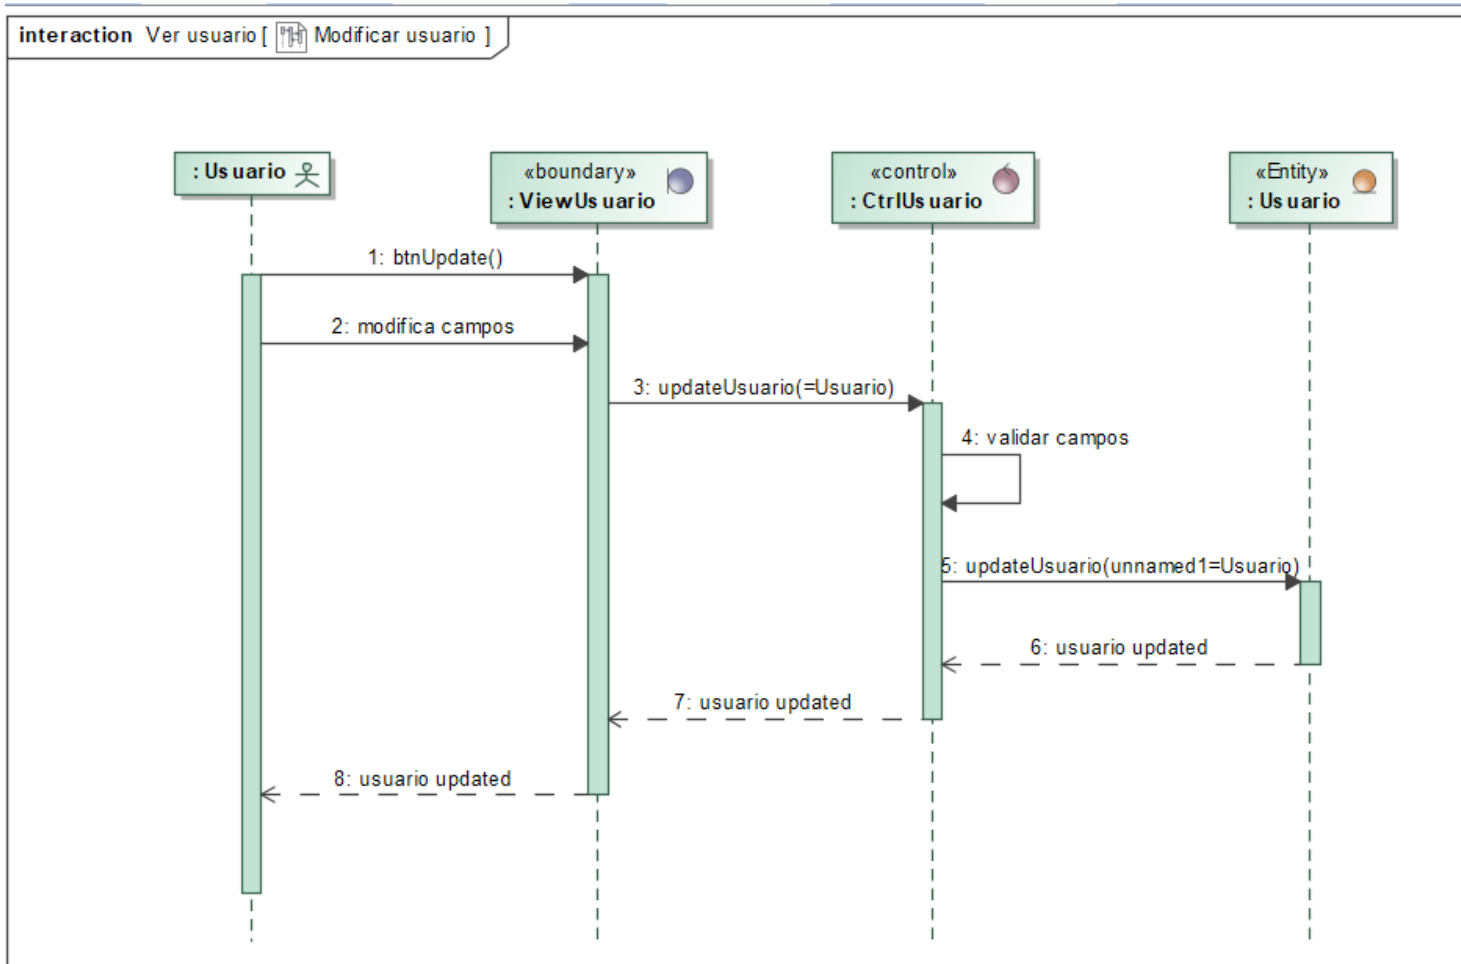 interaction Ver usuario [ Modificar usuario ]
: Usuario
«boundary»
: ViewUsuario
«control»
: CtrlUsuario
«Entity»
: Usuario
1: btnUpdate()
2: modifica campos
3: updateUsuario(=Usuario)
4: validar campos
5: updateUsuario(unnamed1=Usuario)
6: usuario updated
7: usuario updated
8: usuario updated